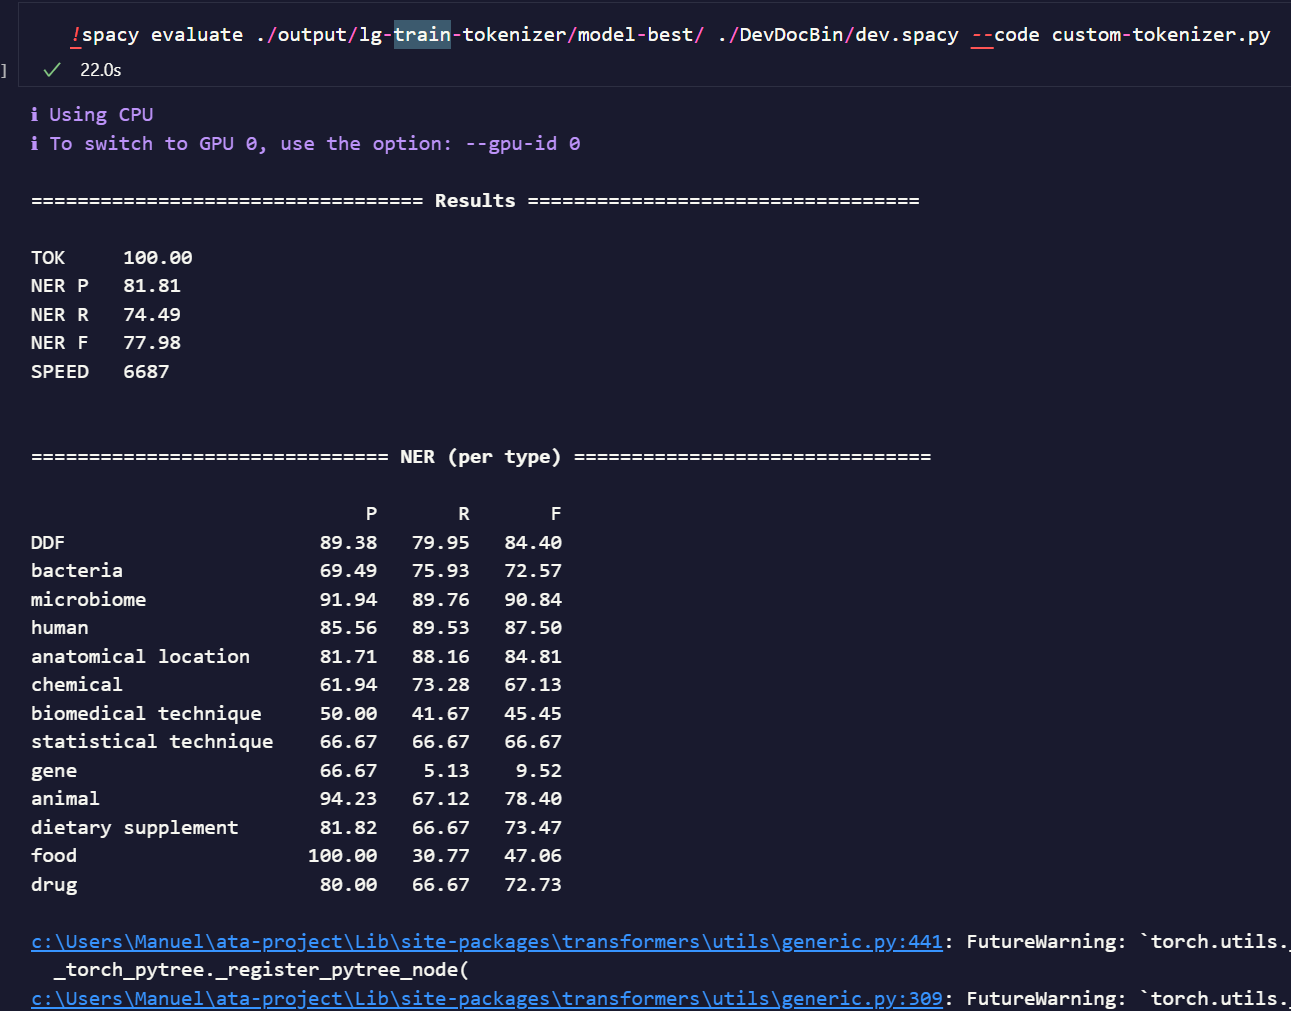 !spacy evaluate ./output/lg-train-tokenizer/model-best/ ./DevDocBin/dev.spacy --code custom-tokenizer.py
] ✓ 22.0s
ℹ Using CPU
ℹ To switch to GPU 0, use the option: --gpu-id 0
================================== Results ==================================
TOK 100.00
NER P 81.81
NER R 74.49
NER F 77.98
SPEED 6687
=============================== NER (per type) ===============================
P R F
DDF 89.38 79.95 84.40
bacteria 69.49 75.93 72.57
microbiome 91.94 89.76 90.84
human 85.56 89.53 87.50
anatomical location 81.71 88.16 84.81
chemical 61.94 73.28 67.13
biomedical technique 50.00 41.67 45.45
statistical technique 66.67 66.67 66.67
gene 66.67 5.13 9.52
animal 94.23 67.12 78.40
dietary supplement 81.82 66.67 73.47
food 100.00 30.77 47.06
drug 80.00 66.67 72.73
c:\Users\Manuel\ata-project\Lib\site-packages\transformers\utils\generic.py:441: FutureWarning: `torch.utils._
_torch_pytree._register_pytree_node(
c:\Users\Manuel\ata-project\Lib\site-packages\transformers\utils\generic.py:309: FutureWarning: `torch.utils._